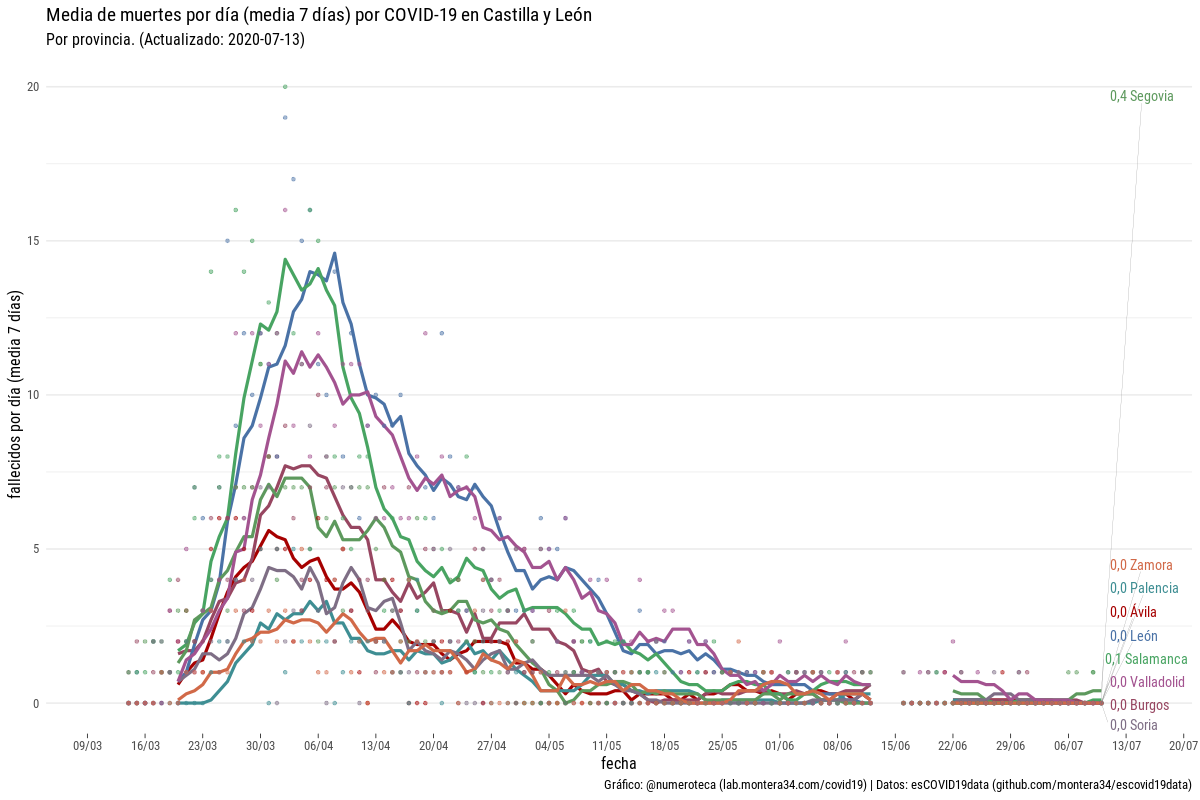 Media de muertes por día (media 7 días) por COVID-19 en Castilla y León
Por provincia. (Actualizado: 2020-07-13)
fallecidos por día (media 7 días)
20
15
10
5
0
0,4 Segovia
0,0 Zamora
0,0 Palencia
0,0 Ávila
0,0 León
0,1 Salamanca
0,0 Valladolid
0,0 Burgos
0,0 Soria
09/03 16/03 23/03 30/03 06/04 13/04 20/04 27/04 04/05 11/05 18/05 25/05 01/06 08/06 15/06 22/06 29/06 06/07 13/07 20/07
fecha
Gráfico: @numeroteca (lab.montera34.com/covid19) | Datos: esCOVID19data (github.com/montera34/escovid19data)